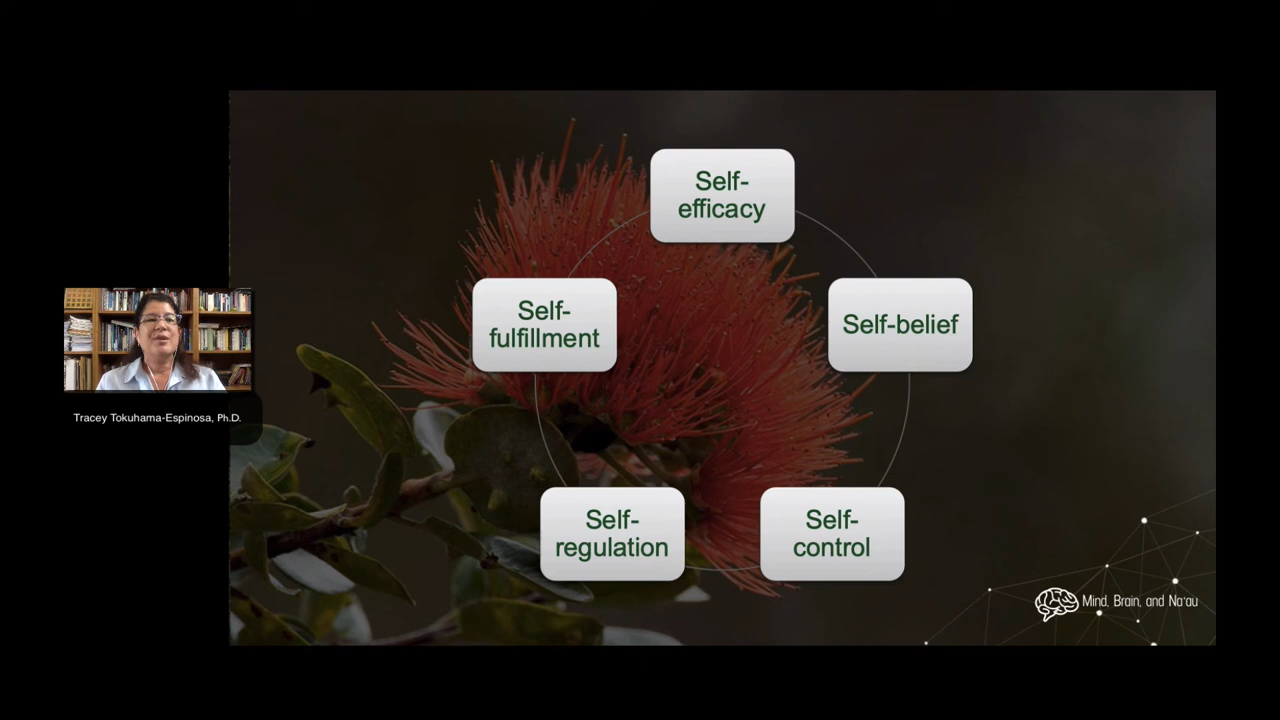 Self-
efficacy
Self-
fulfillment
Self-belief
Self-
regulation
Self-
control
Tracey Tokuhama-Espinosa, Ph.D.
Mind, Brain, and Na'au